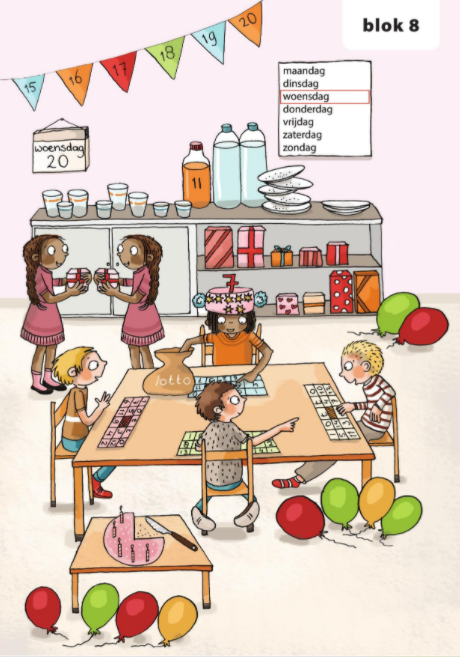 blok 8
15 16 17 18 19 20
maandag
dinsdag
woensdag
donderdag
vrijdag
zaterdag
zondag
woensdag
20
11
7
lotto